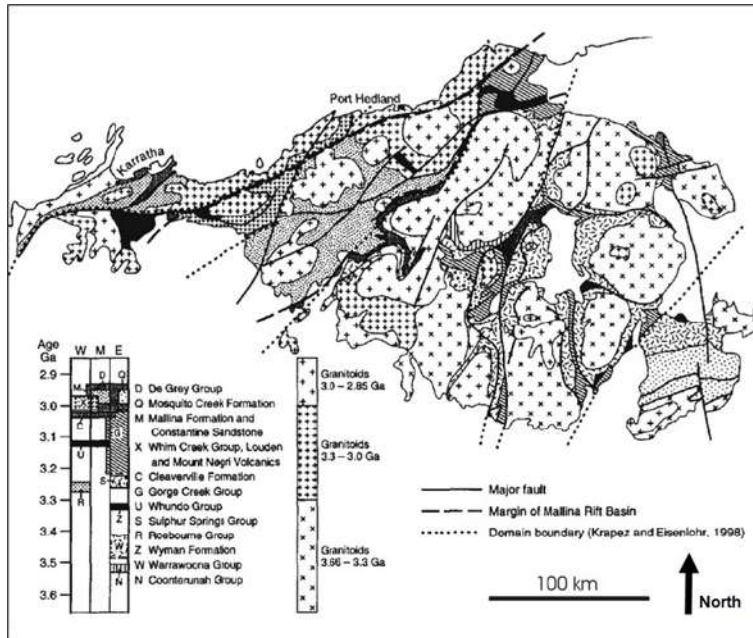 Port Hedland
Karratha
Age
Ga
W M E
D Q
M
X
C
G
U
S
R
Z
W
N
2.9
3.0
3.1
3.2
3.3
3.4
3.5
3.6
D De Grey Group
Q Mosquito Creek Formation
M Mallina Formation and
Constantine Sandstone
X Whim Creek Group, Louden
and Mount Negri Volcanics
C Cleaverville Formation
G Gorge Creek Group
U Whundo Group
S Sulphur Springs Group
R Roebourne Group
Z Wyman Formation
W Warrawoona Group
N Coonterunah Group
Granitoids
3.0 – 2.85 Ga
Granitoids
3.3 – 3.0 Ga
Granitoids
3.66 – 3.3 Ga
Major fault
Margin of Mallina Rift Basin
Domain boundary (Krapez and Eisenlohr, 1998)
100 km
North